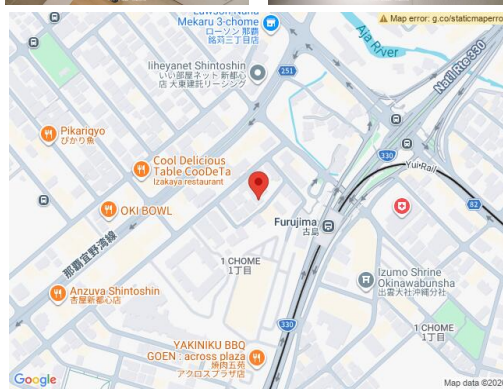 Lawson Naha
Mekaru 3-chome
ローソン 那覇
銘苅三丁目店
Map error: g.co/staticmaperro
Aja River
Nat'l Rte 330
Iiheyanet Shintoshin
いい部屋ネット 新都心
店 大東建託リーシング
251
Pikarigyo
ぴかり魚
330
Yui Rail
Cool Delicious
Table CooDeTa
Izakaya restaurant
82
OKI BOWL
Furujima
古島
那覇宜野湾線
1 CHOME
1丁目
Izumo Shrine
Okinawabunsha
出雲大社沖縄分社
Anzuva Shintoshin
杏屋新都心店
330
1 CHOME
1丁目
YAKINIKU BBQ
GOEN : across plaza
焼肉五苑
アクロスプラザ店
Google
Map data ©202